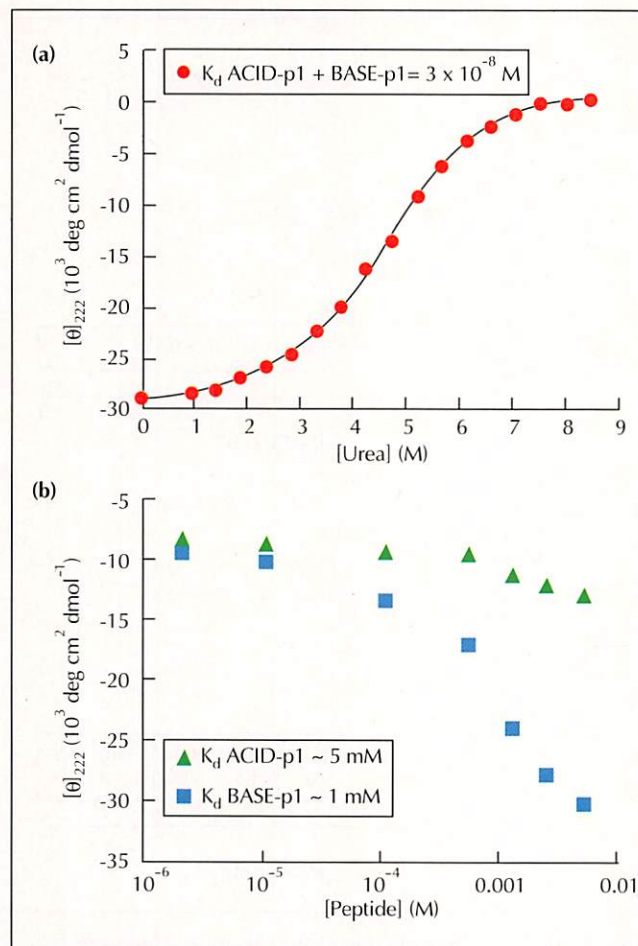 (a)
K_d ACID-p1 + BASE-p1= 3 x 10^-8 M
5
0
-5
-10
-15
-20
-25
-30
[θ]_222 (10^3 deg cm^2 dmol^-1)
0 1 2 3 4 5 6 7 8 9
[Urea] (M)
(b)
-5
-10
-15
-20
-25
-30
-35
[θ]_222 (10^3 deg cm^2 dmol^-1)
K_d ACID-p1 ~ 5 mM
K_d BASE-p1 ~ 1 mM
10^-6 10^-5 10^-4 0.001 0.01
[Peptide] (M)